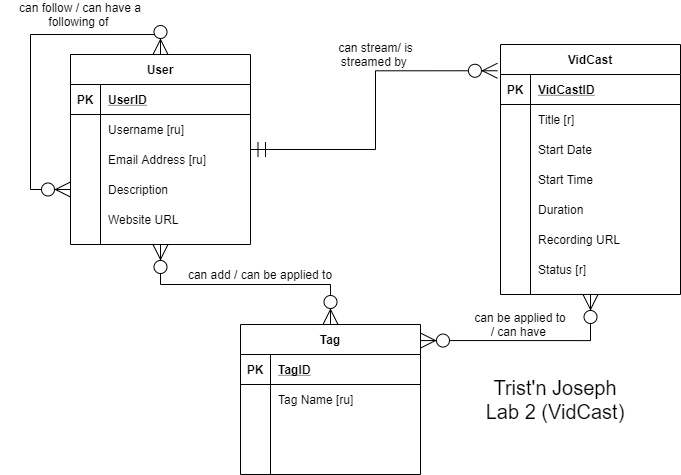 can follow / can have a
following of
User
PK UserID
Username [ru]
Email Address [ru]
Description
Website URL
can stream/ is
streamed by
VidCast
PK VidCastID
Title [r]
Start Date
Start Time
Duration
Recording URL
Status [r]
can add / can be applied to
can be applied to
/ can have
Tag
PK TagID
Tag Name [ru]
Trist'n Joseph
Lab 2 (VidCast)